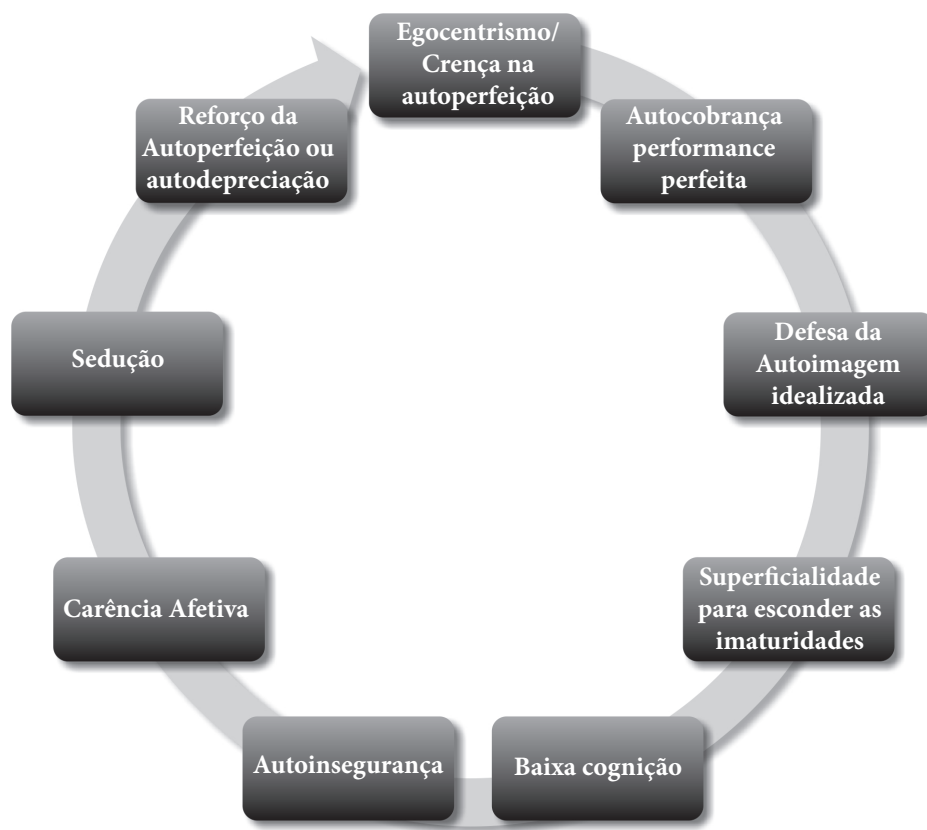 Egocentrismo/
Crença na
autoperfeição
Autocobrança
performance
perfeita
Defesa da
Autoimagem
idealizada
Superficialidade
para esconder as
imaturidades
Baixa cognição
Autoinsegurança
Carência Afetiva
Sedução
Reforço da
Autoperfeição ou
autodepreciação